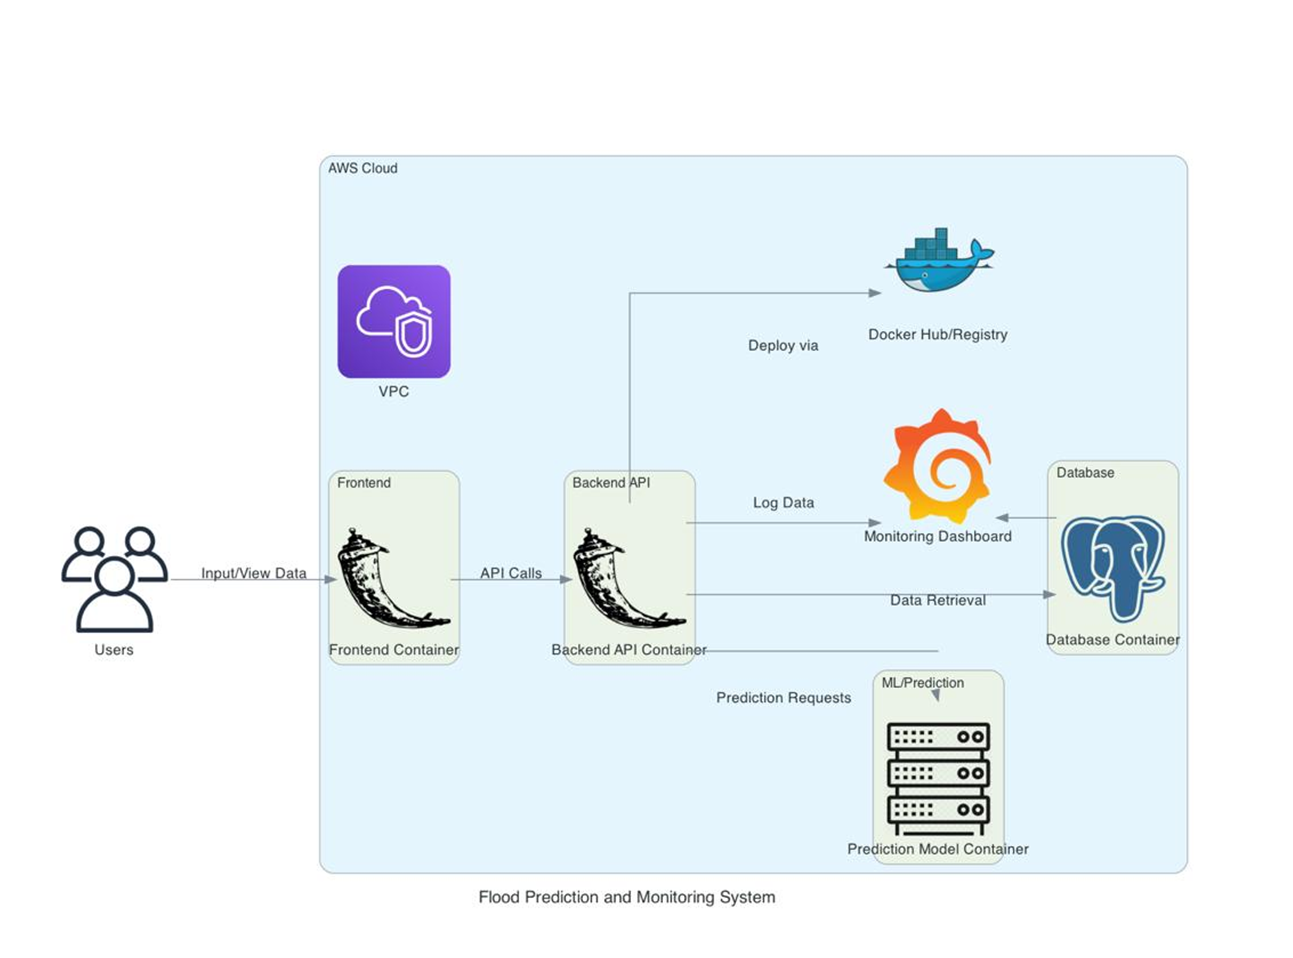 AWS Cloud
VPC
Docker Hub/Registry
Deploy via
Frontend
Backend API
Log Data
Monitoring Dashboard
Database
Users
Input/View Data
Frontend Container
API Calls
Backend API Container
Data Retrieval
Database Container
Prediction Requests
ML/Prediction
Prediction Model Container
Flood Prediction and Monitoring System